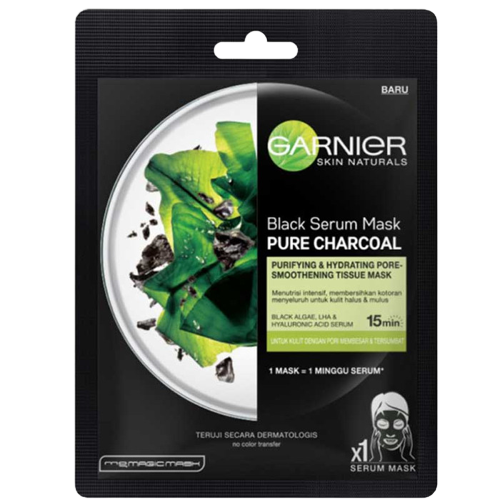 BARU
GARNIER
SKIN NATURALS
Black Serum Mask
PURE CHARCOAL
PURIFYING & HYDRATING PORE-
SMOOTHENING TISSUE MASK
Menutrisi intensif, membersihkan kotoran
menyeluruh untuk kulit halus & mulus
BLACK ALGAE, LHA &
HYALURONIC ACID SERUM
15min
UNTUK KULIT DENGAN PORI MEMBESAR & TERSUMBAT
1 MASK = 1 MINGGU SERUM*
TERUJI SECARA DERMATOLOGIS
no color transfer
x1
SERUM MASK